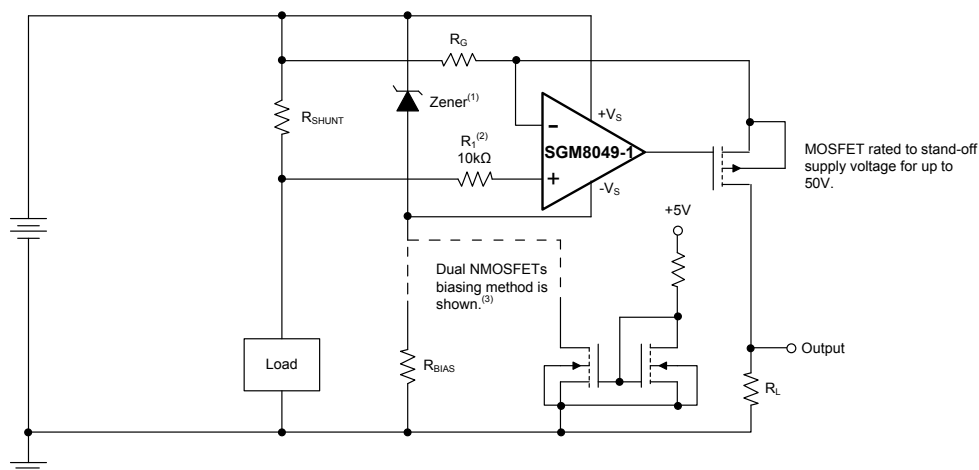 RG
Zener(1)
+VS
RSHUNT
R1(2)
10kΩ
−
SGM8049-1
+
-VS
MOSFET rated to stand-off
supply voltage for up to
50V.
+5V
Dual NMOSFETs
biasing method is
shown.(3)
Output
Load
RBIAS
RL